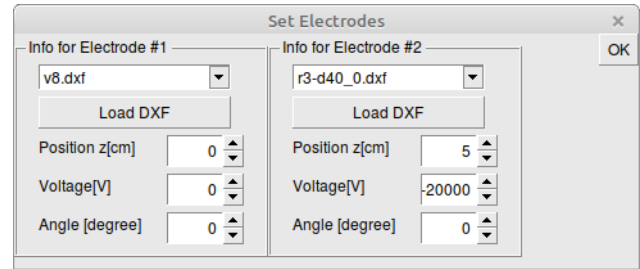 Set Electrodes ×
Info for Electrode #1
v8.dxf
Load DXF
Position z[cm] 0
Voltage[V] 0
Angle [degree] 0
Info for Electrode #2
r3-d40_0.dxf
Load DXF
Position z[cm] 5
Voltage[V] -20000
Angle [degree] 0
OK